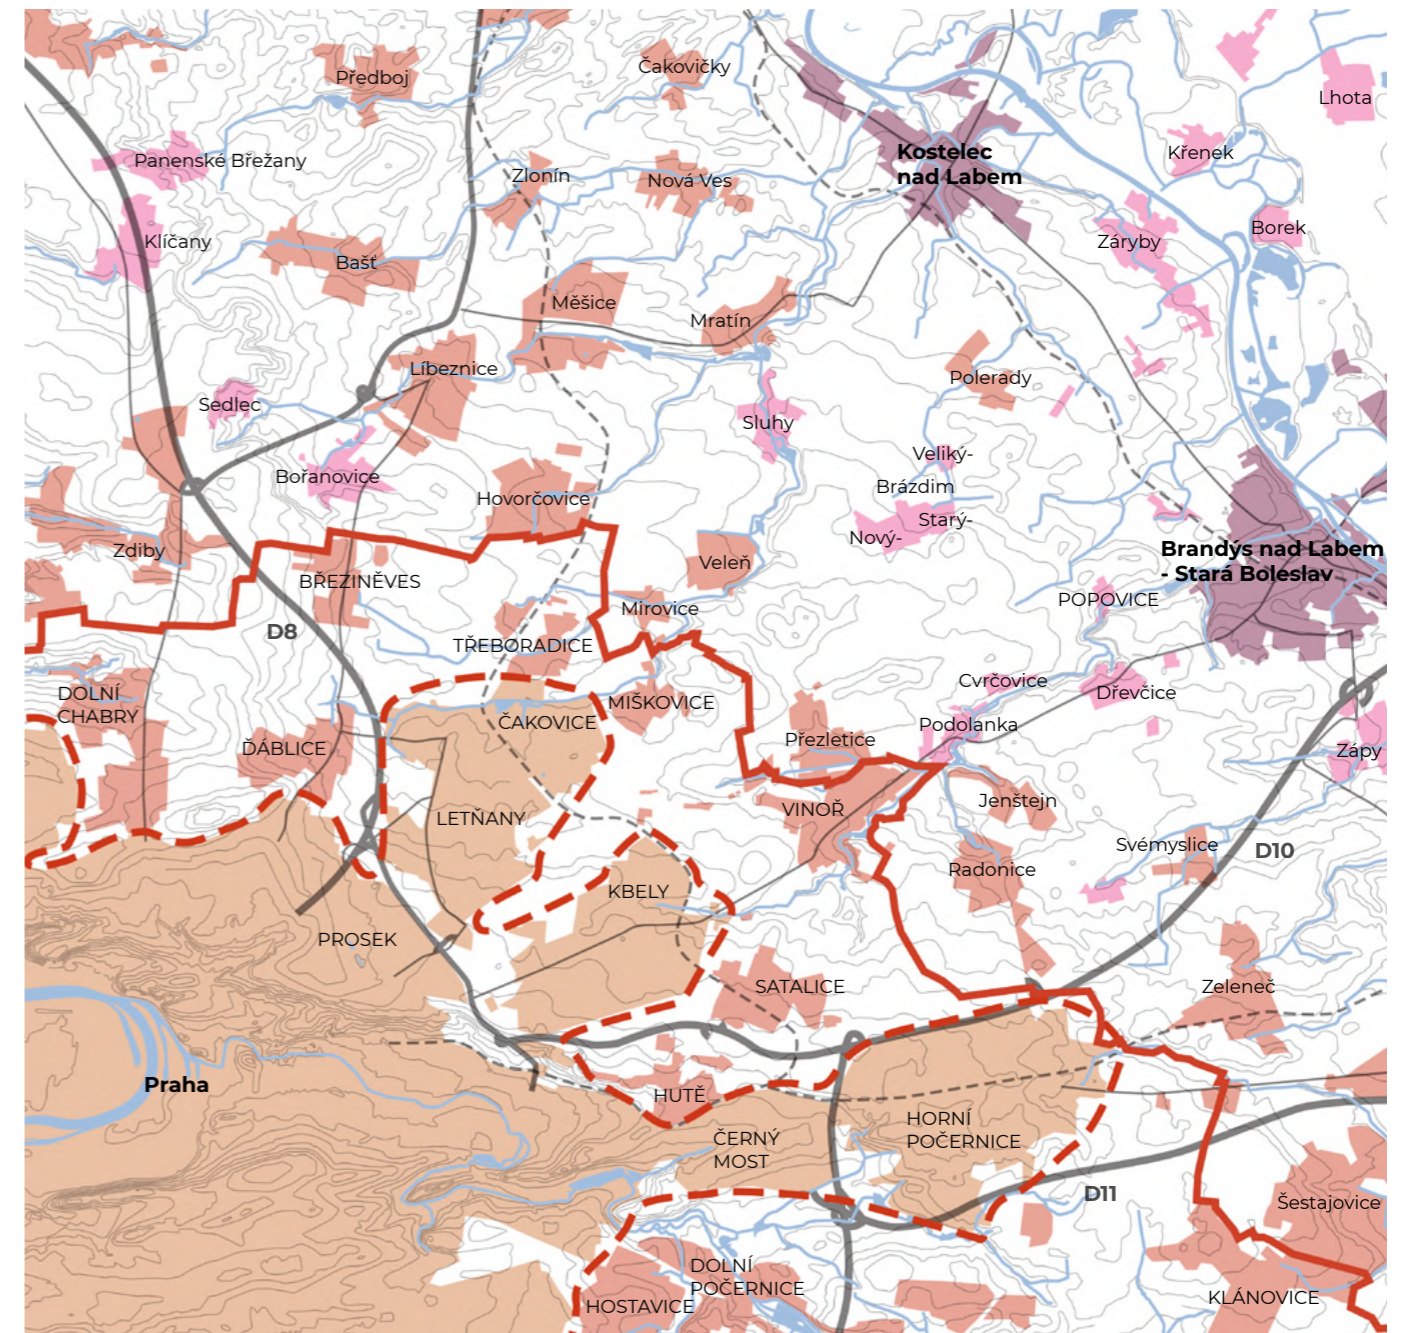 Předboj
Čakovičky
Lhota
Kostelec
nad Labem
Křenek
Panenské Břežany
Zlonín
Nová Ves
Borek
Klíčany
Záryby
Bašť
Měšice
Mratín
Líbeznice
Polerady
Sedlec
Sluhy
Veliký-
Bořanovice
Brázdim
Hovorčovice
Starý-
Nový-
Zdiby
Veleň
Brandýs nad Labem
- Stará Boleslav
BŘEZINĚVES
POPOVICE
Mirovice
D8
TŘEBORADICE
Cvrčovice
DOLNÍ
CHABRY
Dřevčice
MIŠKOVICE
ČAKOVICE
Podolanka
ĎÁBLICE
Přezletice
Zápy
LETŇANY
VINOŘ
Jenštejn
Svémyslice
D10
Radonice
KBELY
PROSEK
SATALICE
Zeleneč
Praha
HUTĚ
HORNÍ
POČERNICE
ČERNÝ
MOST
D11
Šestajovice
DOLNÍ
POČERNICE
HOSTAVICE
KLÁNOVICE